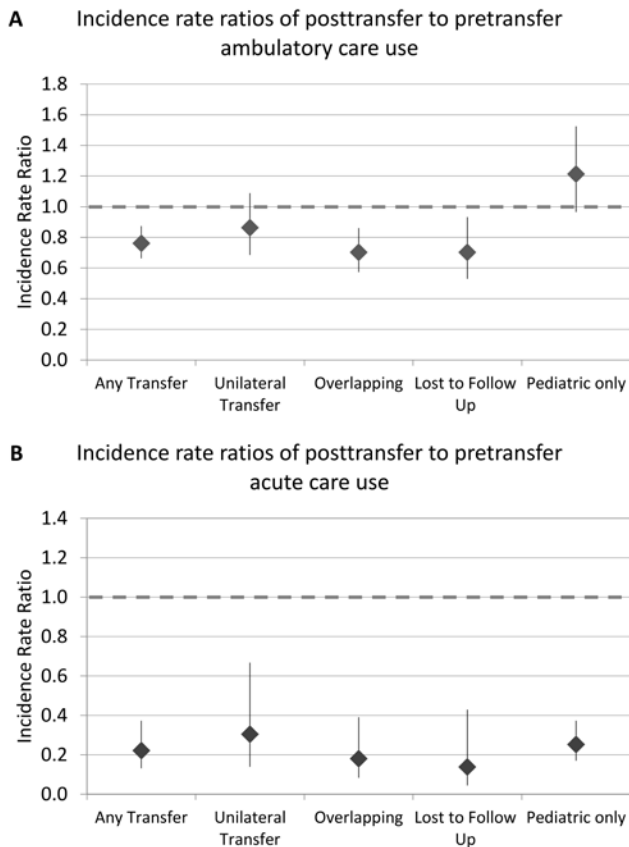 A
Incidence rate ratios of posttransfer to pretransfer
ambulatory care use
Incidence Rate Ratio
1.8
1.6
1.4
1.2
1.0
0.8
0.6
0.4
0.2
0.0
Any Transfer
Unilateral
Transfer
Overlapping
Lost to Follow
Up
Pediatric only
B
Incidence rate ratios of posttransfer to pretransfer
acute care use
Incidence Rate Ratio
1.4
1.2
1.0
0.8
0.6
0.4
0.2
0.0
Any Transfer
Unilateral
Transfer
Overlapping
Lost to Follow
Up
Pediatric only